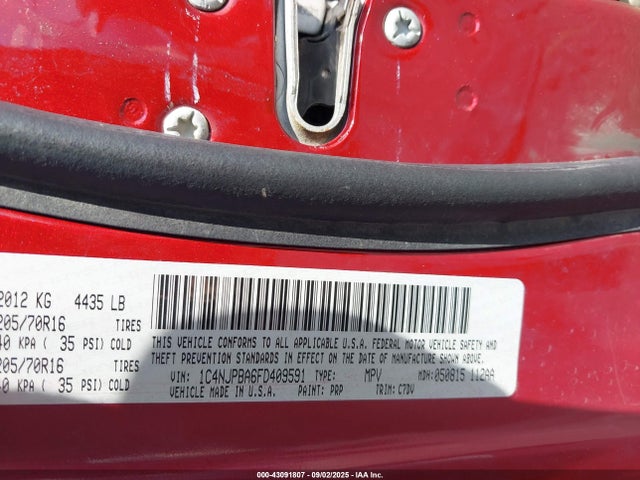 2012 KG 4435 LB
205/70R16 TIRES
40 KPA ( 35 PSI) COLD
205/70R16 TIRES
40 KPA ( 35 PSI) COLD
THIS VEHICLE CONFORMS TO ALL APPLICABLE U.S.A. FEDERAL MOTOR VEHICLE SAFETY AND
THEFT PREVENTION STANDARDS IN EFFECT ON THE DATE OF MANUFACTURE SHOWN ABOVE.
VIN: 1C4NJPBA6FD409591 TYPE: MPV MDH: 050815 112AA
VEHICLE MADE IN U.S.A. PAINT: PRP TRIM: C7DV
000-43091807 - 09/02/2025 - IAA Inc.